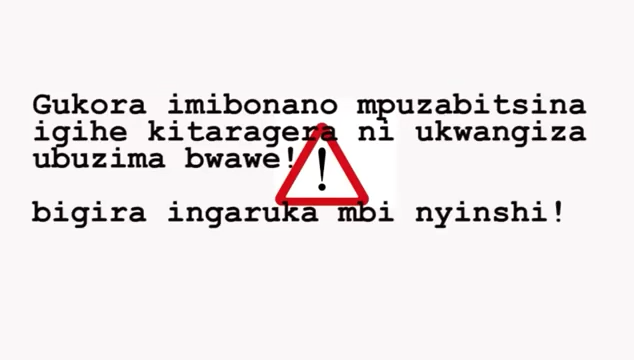 Gukora imibonano mpuzabitsina
igihe kitaragera ni ukwangiza
ubuzima bwawe!
bigira ingaruka mbi nyinshi!